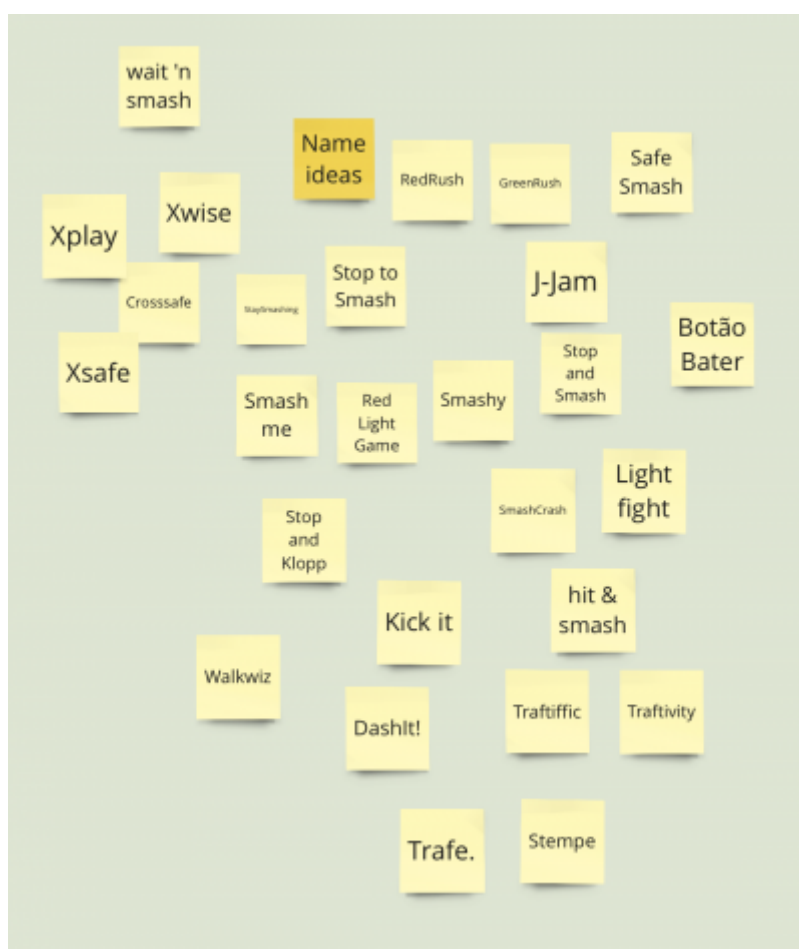 wait 'n
smash
Name
ideas
RedRush
GreenRush
Safe
Smash
Xplay
Xwise
Crosssafe
StaySmashing
Stop to
Smash
J-Jam
Botão
Bater
Xsafe
Smash
me
Red
Light
Game
Smashy
Stop
and
Smash
Stop
and
Klopp
SmashCrash
Light
fight
Kick it
hit &
smash
Walkwiz
DashIt!
Traftiffic
Traftivity
Trafe.
Stempe